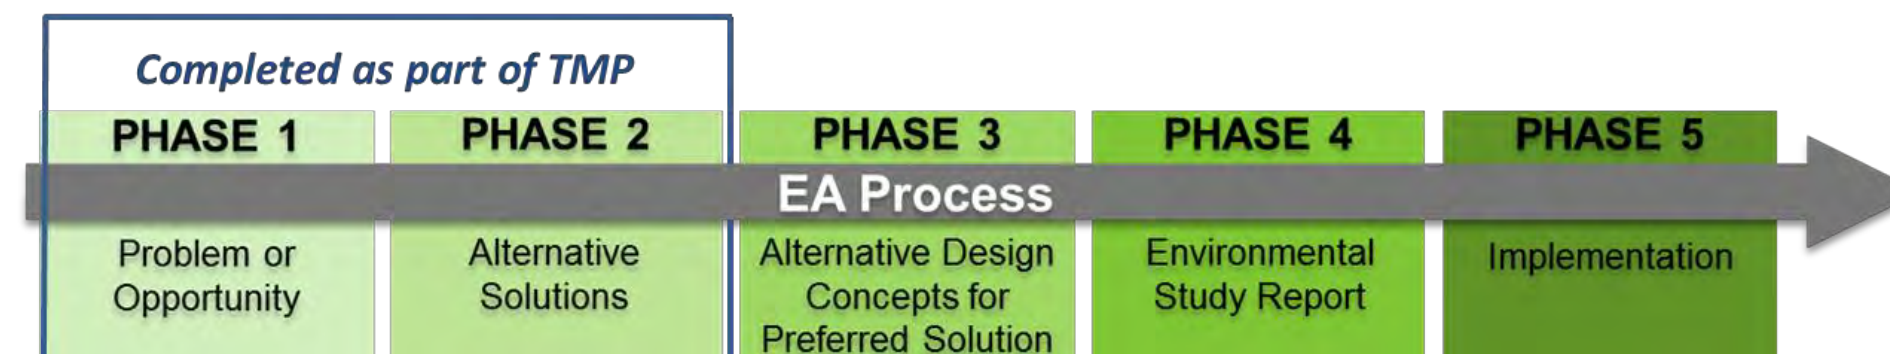 Completed as part of TMP
PHASE 1
PHASE 2
PHASE 3
PHASE 4
PHASE 5
EA Process
Problem or
Opportunity
Alternative
Solutions
Alternative Design
Concepts for
Preferred Solution
Environmental
Study Report
Implementation